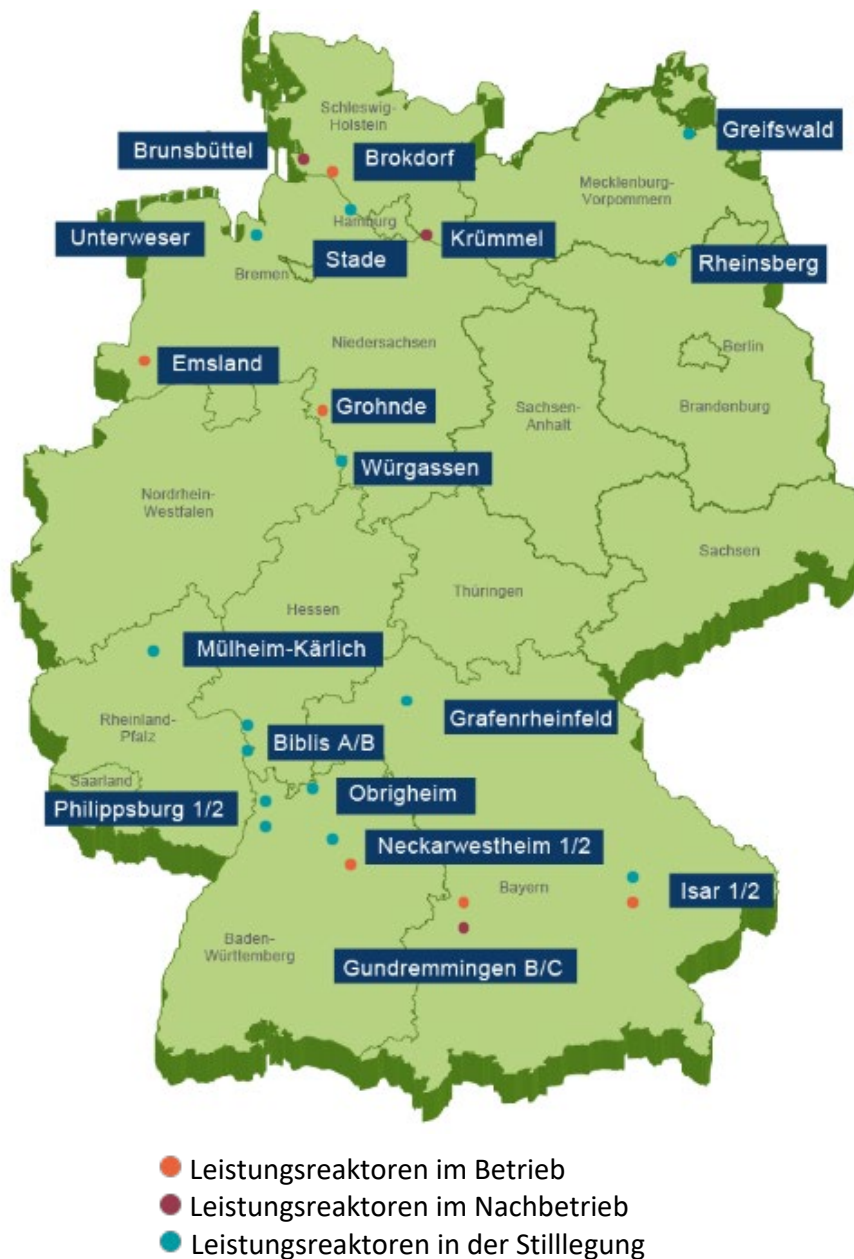 Schleswig-
Holstein
Greifswald
Brunsbüttel
Brokdorf
Mecklenburg-
Vorpommern
Hamburg
Unterweser
Krümmel
Stade
Rheinsberg
Bremen
Niedersachsen
Berlin
Emsland
Sachsen-
Anhalt
Brandenburg
Grohnde
Würgassen
Nordrhein-
Westfalen
Sachsen
Thüringen
Hessen
Mülheim-Kärlich
Grafenrheinfeld
Rheinland-
Pfalz
Biblis A/B
Saarland
Obrigheim
Philippsburg 1/2
Neckarwestheim 1/2
Bayern
Isar 1/2
Baden-
Württemberg
Gundremmingen B/C
Leistungsreaktoren im Betrieb
Leistungsreaktoren im Nachbetrieb
Leistungsreaktoren in der Stilllegung